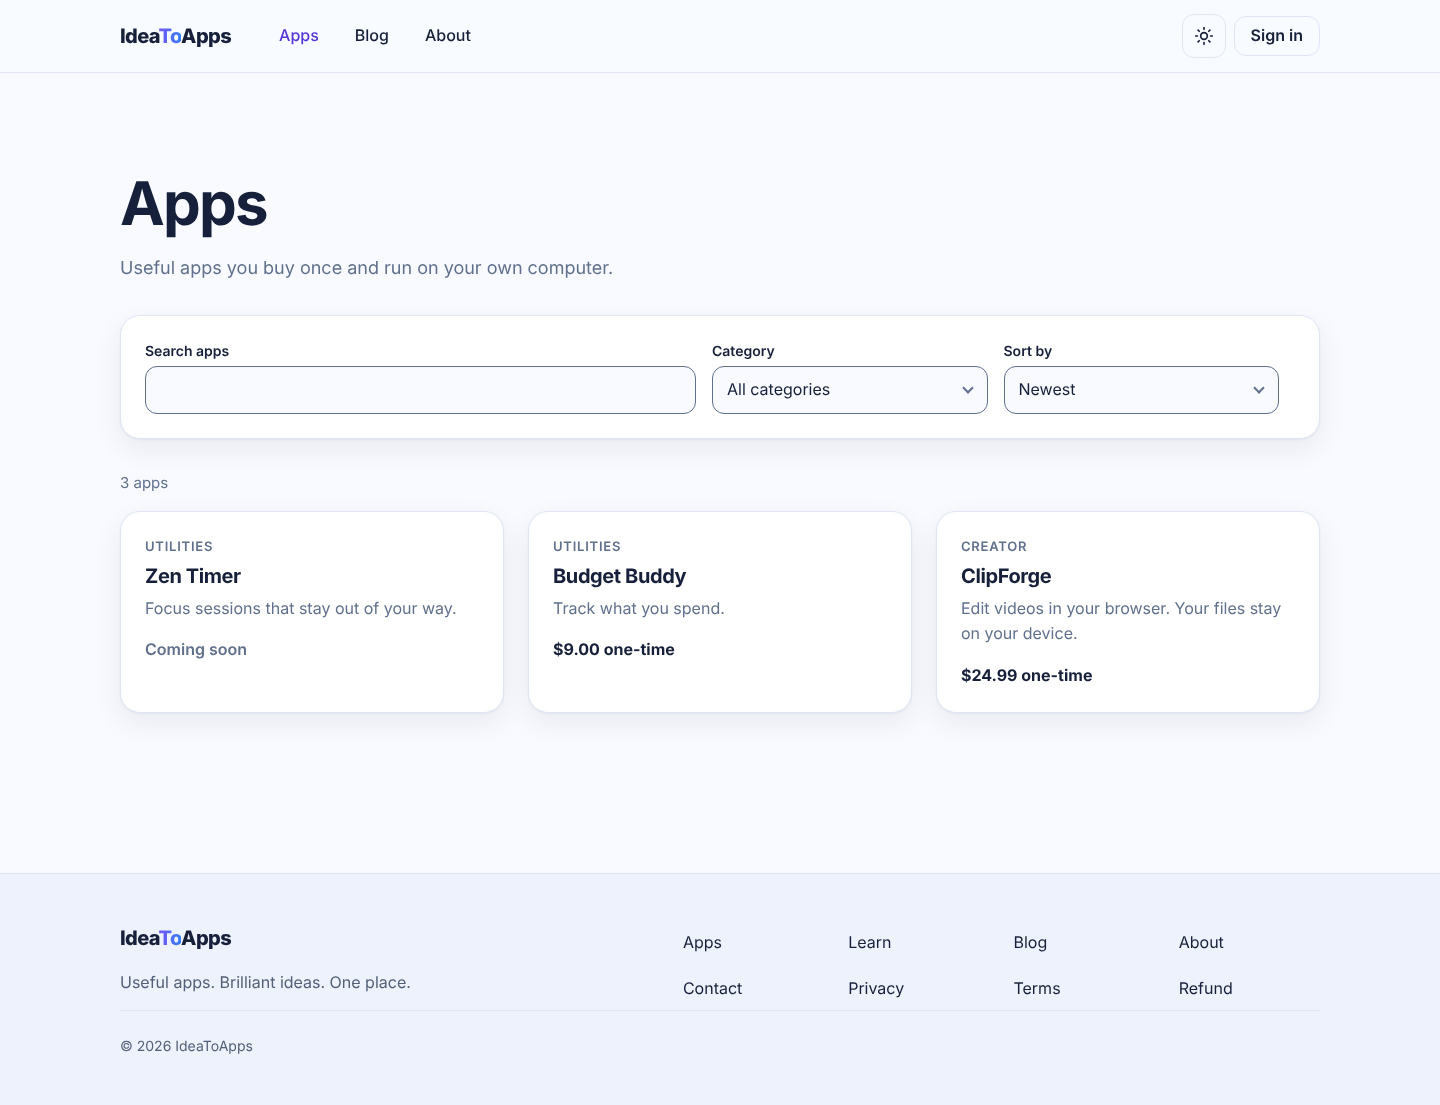 IdeaToApps Apps Blog About Sign in
Apps
Useful apps you buy once and run on your own computer.
Search apps Category Sort by
All categories Newest
3 apps
UTILITIES
Zen Timer
Focus sessions that stay out of your way.
Coming soon
UTILITIES
Budget Buddy
Track what you spend.
$9.00 one-time
CREATOR
ClipForge
Edit videos in your browser. Your files stay
on your device.
$24.99 one-time
IdeaToApps
Useful apps. Brilliant ideas. One place.
Apps Learn Blog About
Contact Privacy Terms Refund
© 2026 IdeaToApps